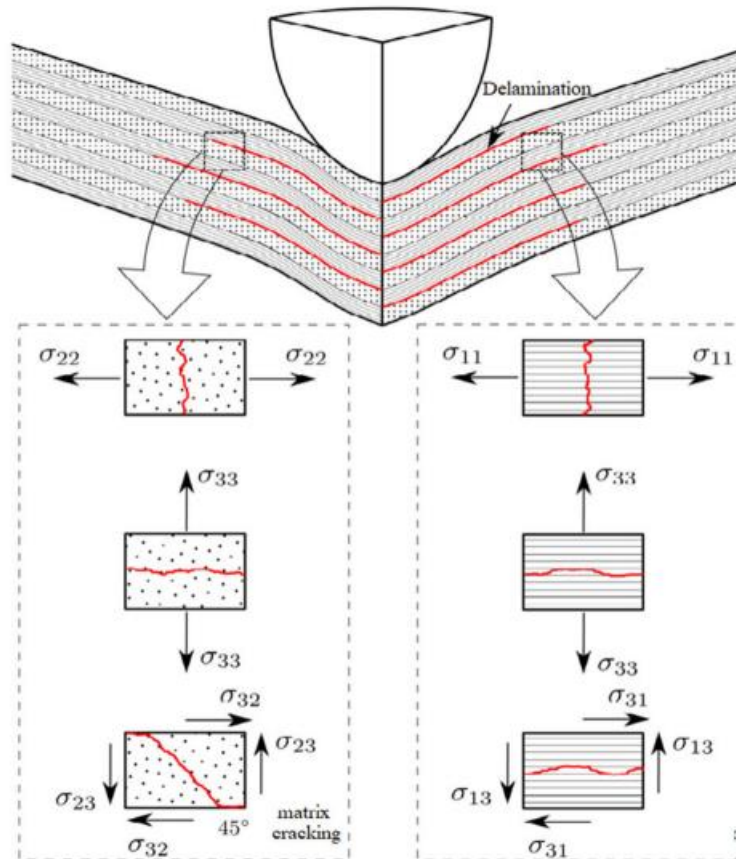 Delamination
σ22 σ22
σ33
σ33
σ32
σ23
σ23
45°
σ32
matrix
cracking
σ11 σ11
σ33
σ33
σ31
σ13
σ13
σ31